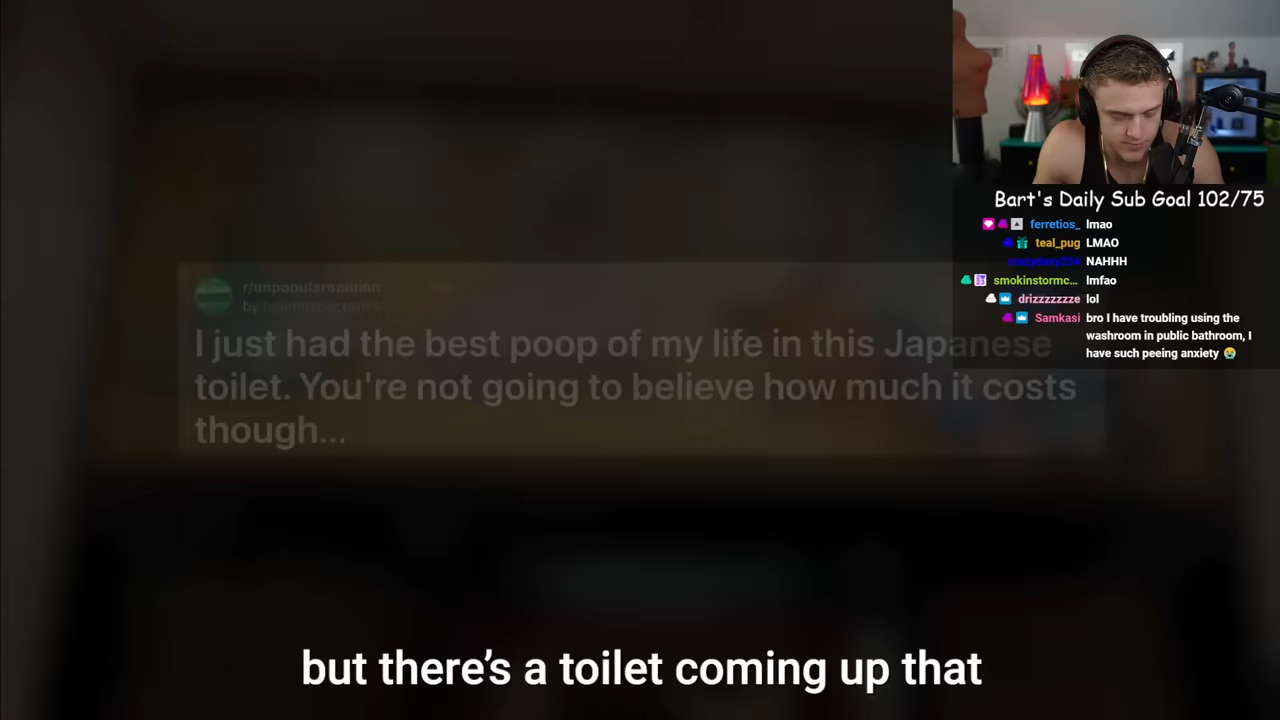 r/unpopularopinion
by
I just had the best poop of my life in this Japanese
toilet. You're not going to believe how much it costs
though...
but there's a toilet coming up that
Bart's Daily Sub Goal 102/75
ferretios_ lmao
teal_pug LMAO
NAHHH
smokinstormc... lmfao
drizzzzzzze lol
Samkasi bro I have troubling using the
washroom in public bathroom, I
have such peeing anxiety 😭